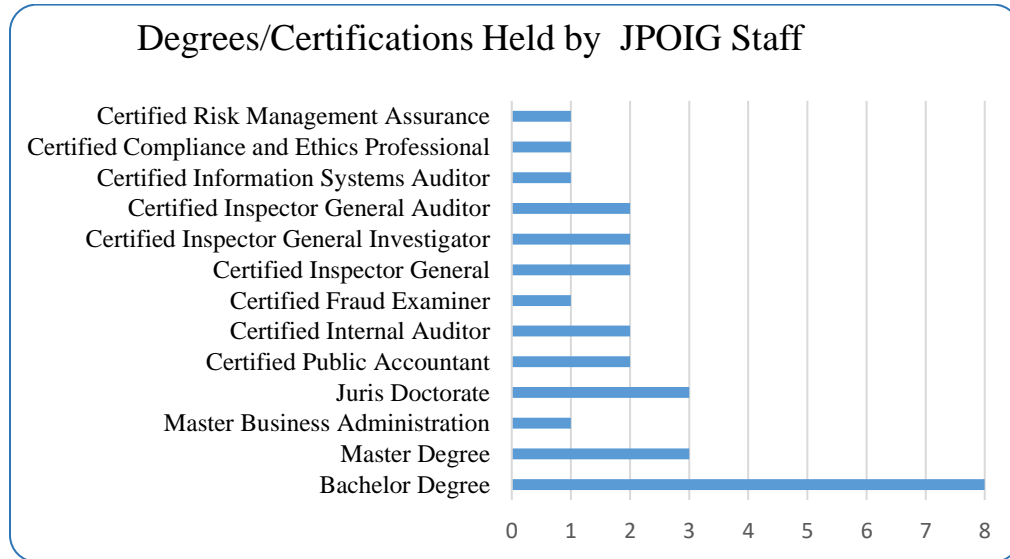 Degrees/Certifications Held by JPOIG Staff
Certified Risk Management Assurance
Certified Compliance and Ethics Professional
Certified Information Systems Auditor
Certified Inspector General Auditor
Certified Inspector General Investigator
Certified Inspector General
Certified Fraud Examiner
Certified Internal Auditor
Certified Public Accountant
Juris Doctorate
Master Business Administration
Master Degree
Bachelor Degree
0 1 2 3 4 5 6 7 8